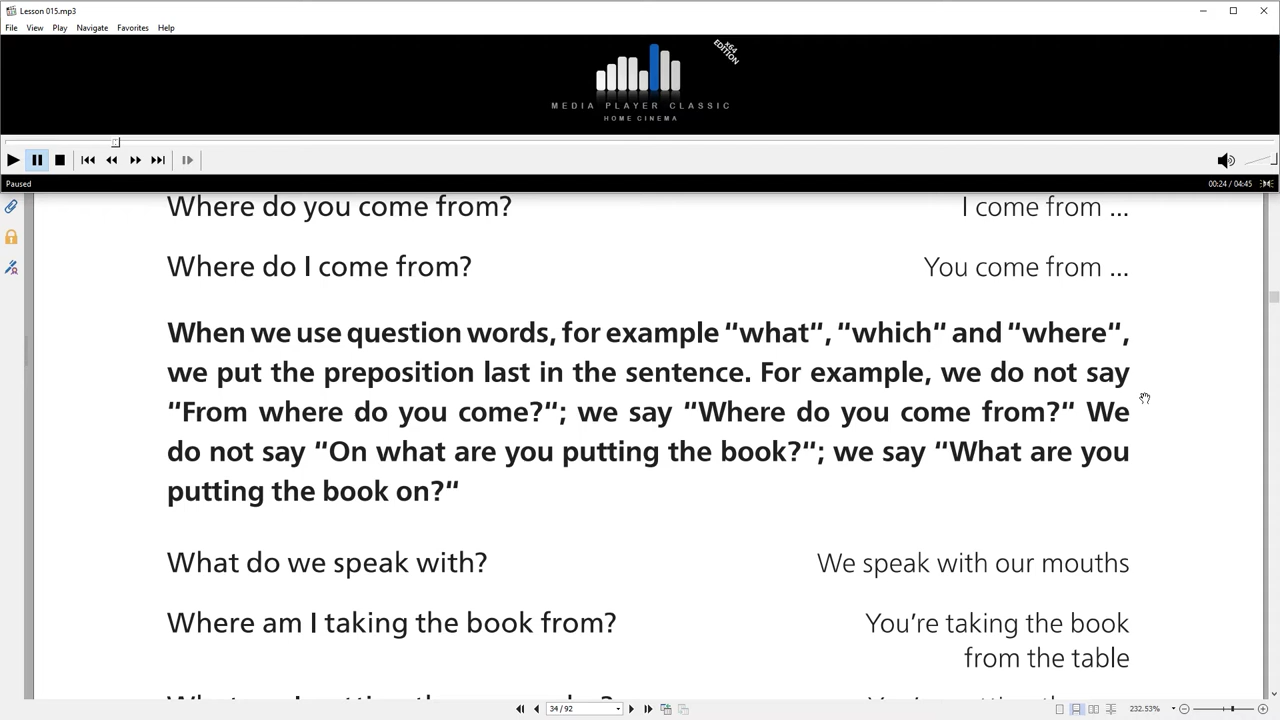 Lesson 015.mp3
File View Play Navigate Favorites Help
x64 EDITION
MEDIA PLAYER CLASSIC
HOME CINEMA
Paused 00:24 / 04:45
Where do you come from? I come from ...
Where do I come from? You come from ...
When we use question words, for example “what“, “which“ and “where“,
we put the preposition last in the sentence. For example, we do not say
“From where do you come?“; we say “Where do you come from?“ We
do not say “On what are you putting the book?“; we say “What are you
putting the book on?“
What do we speak with? We speak with our mouths
Where am I taking the book from? You’re taking the book
from the table
34 / 92 232.53%